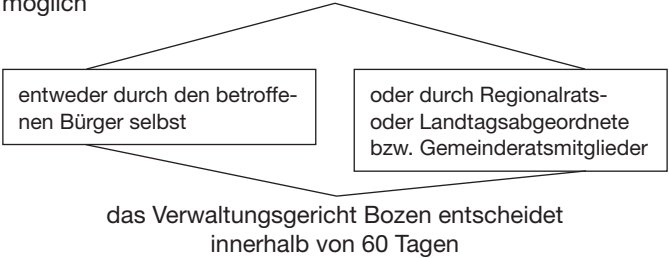 möglich
entweder durch den betroffe-
nen Bürger selbst
oder durch Regionalrats-
oder Landtagsabgeordnete
bzw. Gemeinderatsmitglieder
das Verwaltungsgericht Bozen entscheidet
innerhalb von 60 Tagen